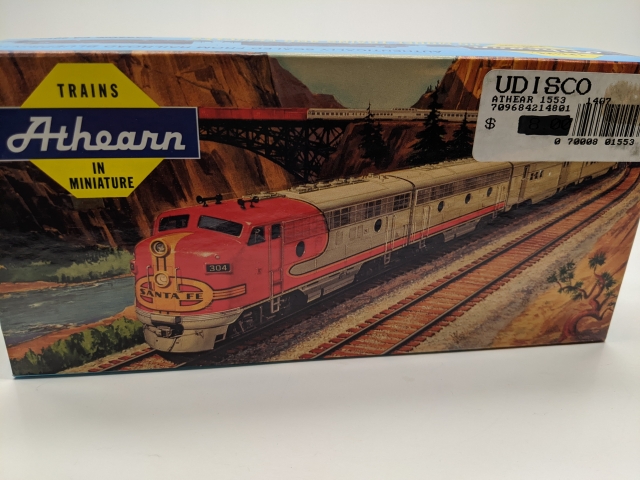 TRAINS
Athearn
IN
MINIATURE
UDISCO
ATHEAR 1553 1407
709684214801
$
0 70008 01553
304
SANTA FE